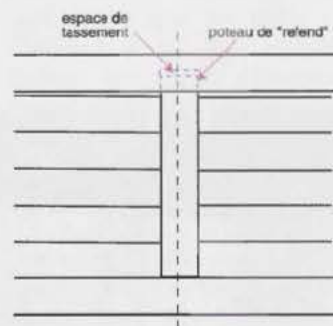 espace de
tassement
poteau de "refend"